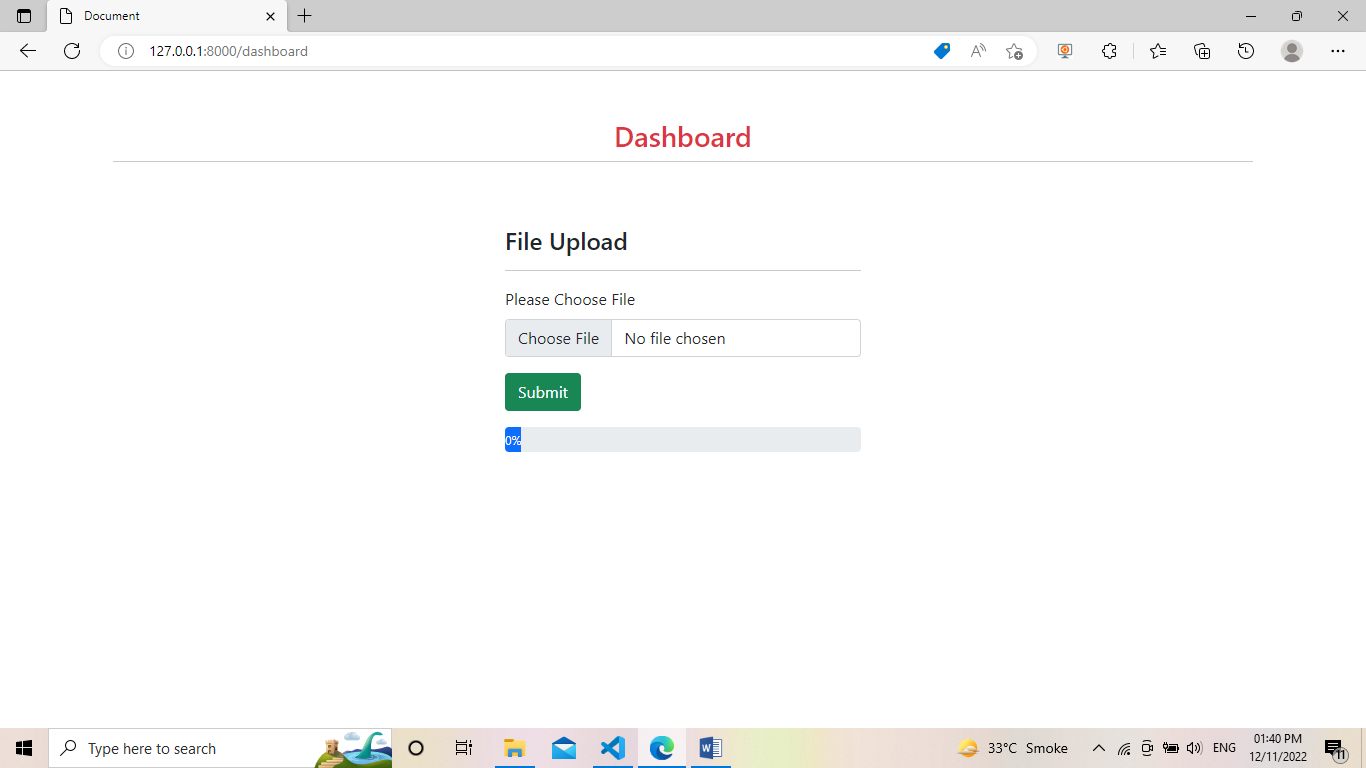 Document
127.0.0.1:8000/dashboard
Dashboard
File Upload
Please Choose File
Choose File No file chosen
Submit
0%
Type here to search
33°C Smoke
ENG
01:40 PM
12/11/2022
11